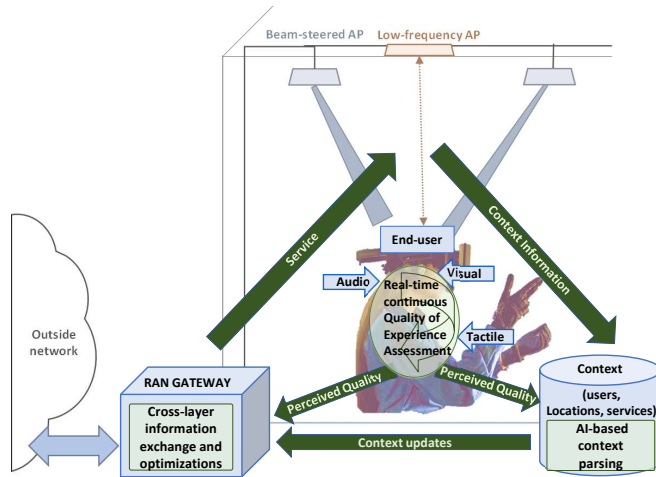 Beam-steered AP
Low-frequency AP
Service
Context Information
End-user
Audio
Visual
Real-time
continuous
Quality of
Experience
Assessment
Tactile
Outside
network
Perceived Quality
Perceived Quality
RAN GATEWAY
Cross-layer
information
exchange and
optimizations
Context updates
Context
(users,
Locations, services)
AI-based
context
parsing